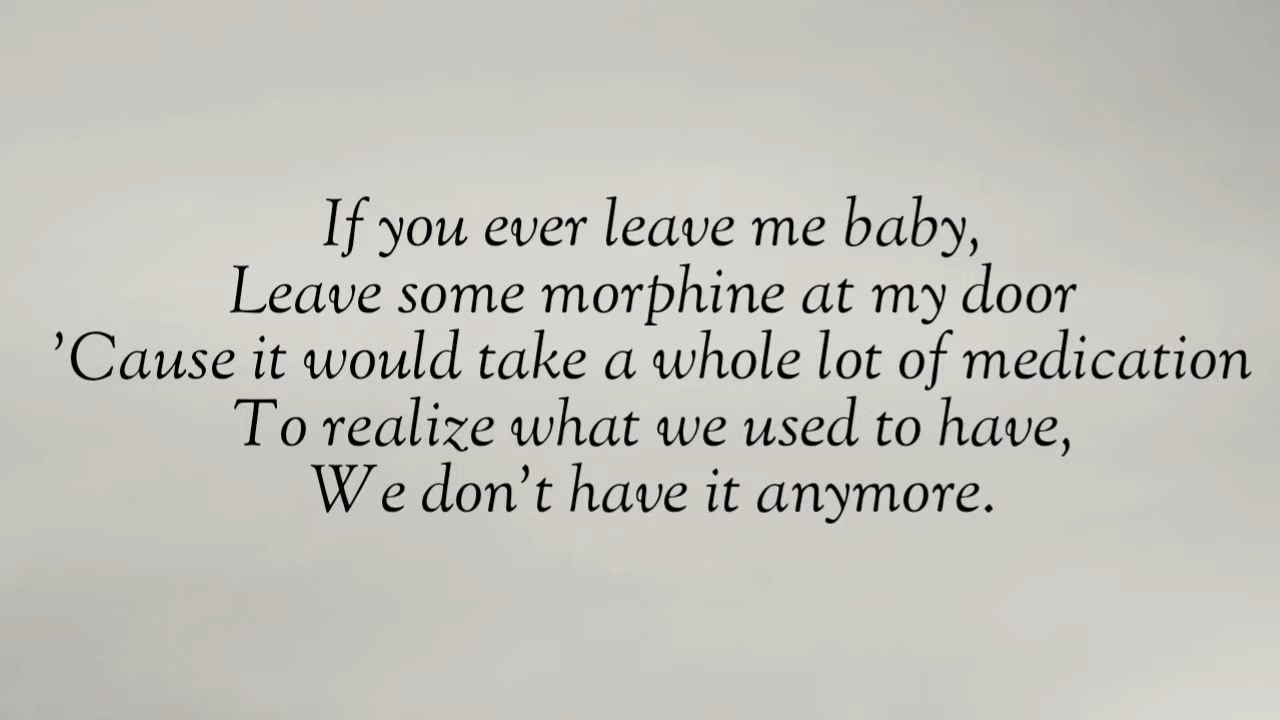 If you ever leave me baby,
Leave some morphine at my door
’Cause it would take a whole lot of medication
To realize what we used to have,
We don’t have it anymore.